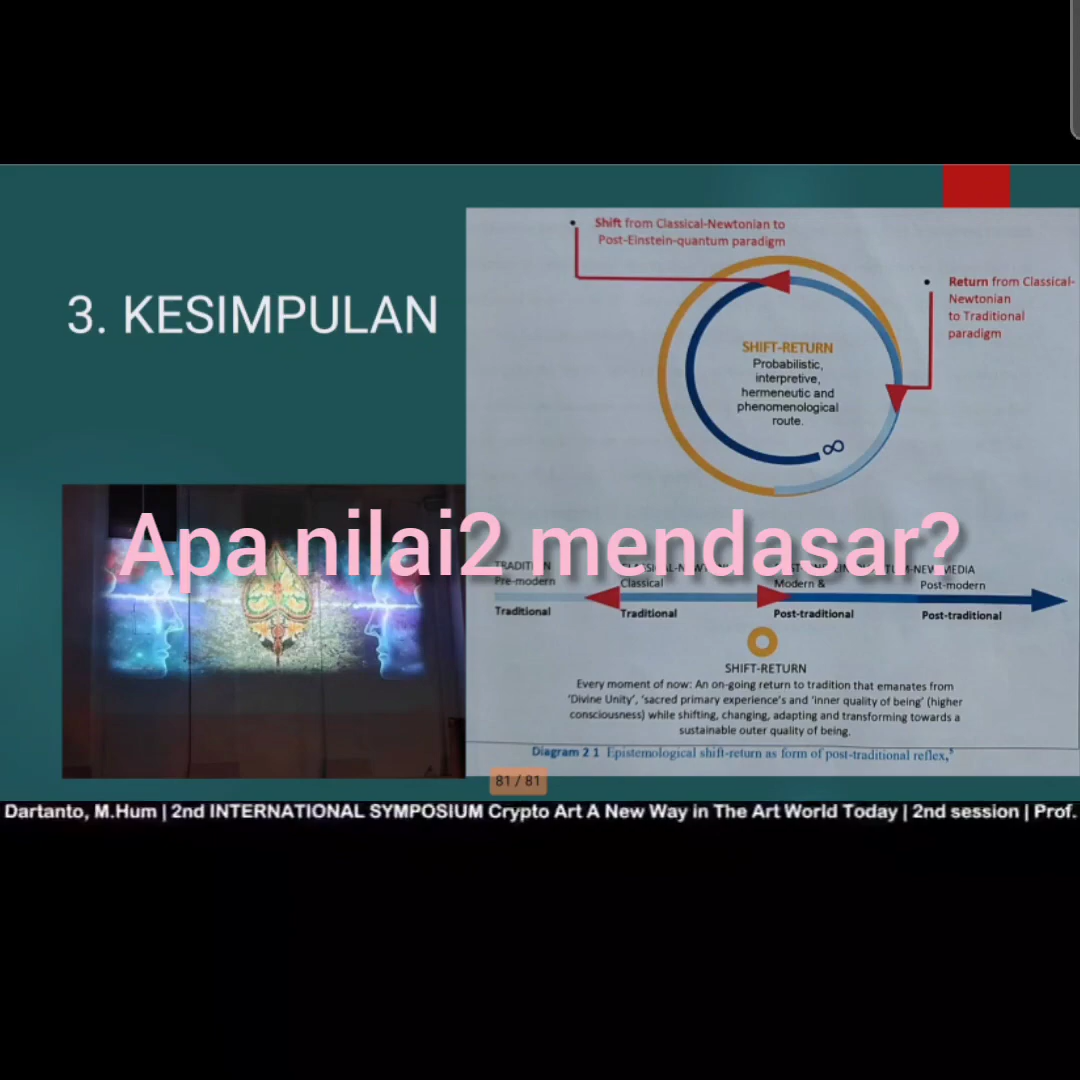 3. KESIMPULAN
• Shift from Classical-Newtonian to
Post-Einstein-quantum paradigm
• Return from Classical-
Newtonian
to Traditional
paradigm
SHIFT-RETURN
Probabilistic,
interpretive,
hermeneutic and
phenomenological
route.
∞
Apa nilai2 mendasar?
Pre-modern
Classical
Modern &
Post-modern
Traditional
Traditional
Post-traditional
Post-traditional
SHIFT-RETURN
Every moment of now: An on-going return to tradition that emanates from
'Divine Unity', 'sacred primary experience's and 'inner quality of being' (higher
consciousness) while shifting, changing, adapting and transforming towards a
sustainable outer quality of being.
Diagram 2 1 Epistemological shift-return as form of post-traditional reflex,⁸
81 / 81
Dartanto, M.Hum | 2nd INTERNATIONAL SYMPOSIUM Crypto Art A New Way in The Art World Today | 2nd session | Prof.